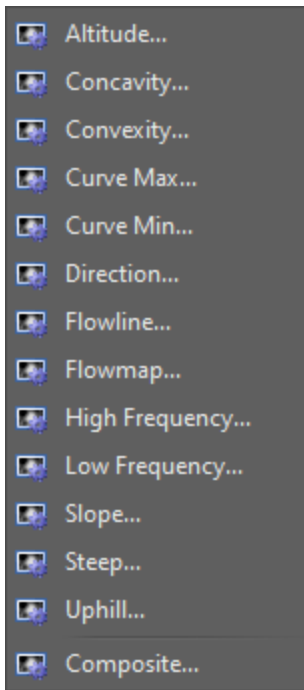 Altitude...
Concavity...
Convexity...
Curve Max...
Curve Min...
Direction...
Flowline...
Flowmap...
High Frequency...
Low Frequency...
Slope...
Steep...
Uphill...
Composite...